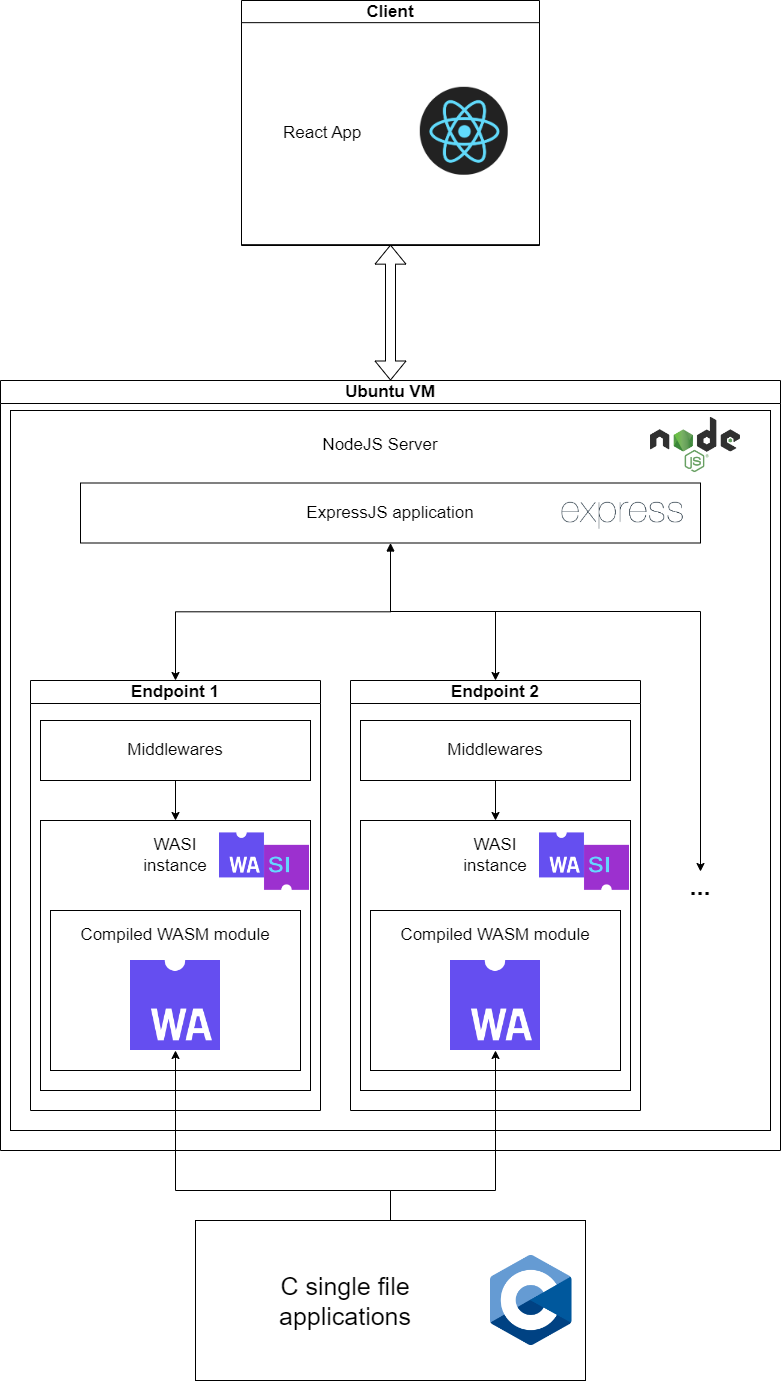 Client
React App
Ubuntu VM
NodeJS Server
node
JS
ExpressJS application
express
Endpoint 1
Middlewares
WASI
instance
WA
SI
Compiled WASM module
WA
Endpoint 2
Middlewares
WASI
instance
WA
SI
Compiled WASM module
WA
...
C single file
applications
C